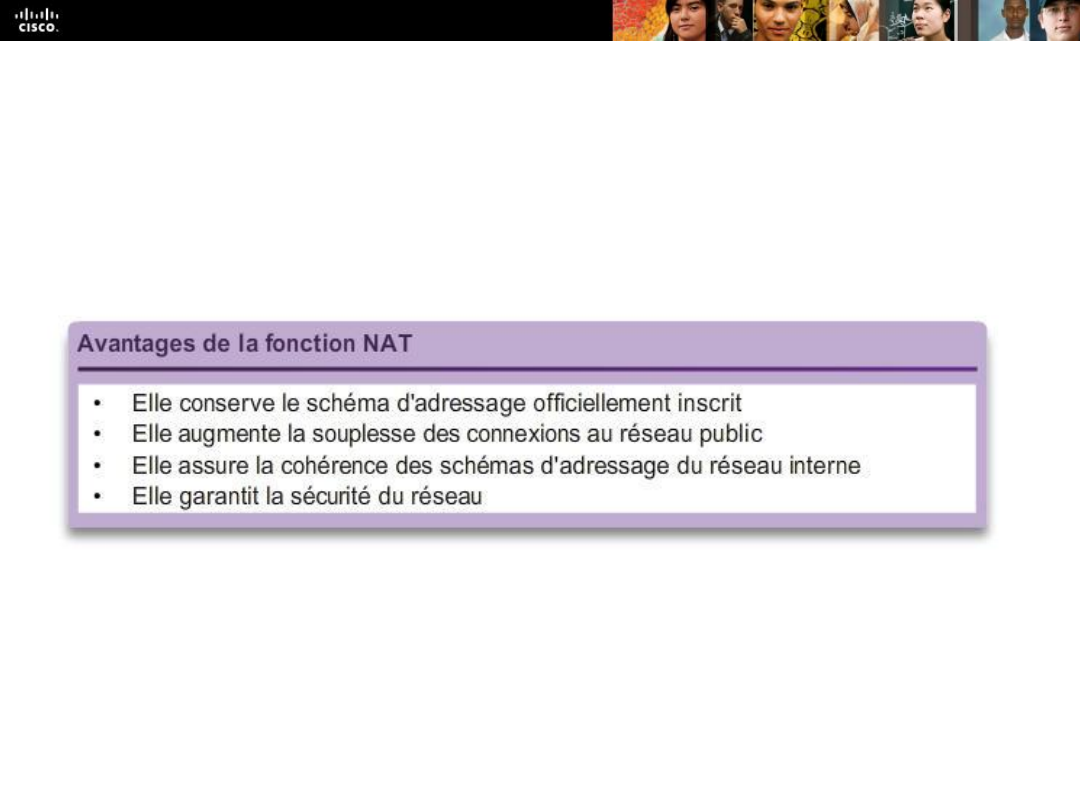 CISCO.
Avantages de la fonction NAT
• Elle conserve le schéma d'adressage officiellement inscrit
• Elle augmente la souplesse des connexions au réseau public
• Elle assure la cohérence des schémas d'adressage du réseau interne
• Elle garantit la sécurité du réseau